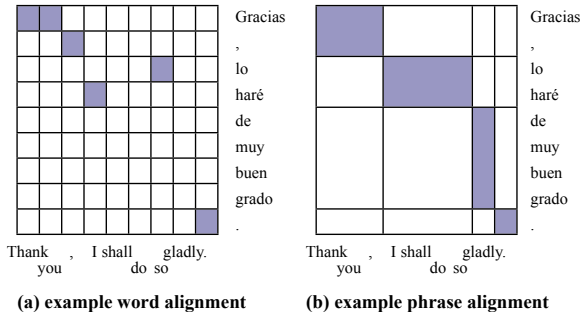 Gracias
,
lo
haré
de
muy
buen
grado
.
Thank , I shall gladly.
you do so
(a) example word alignment
Gracias
,
lo
haré
de
muy
buen
grado
.
Thank , I shall gladly.
you do so
(b) example phrase alignment